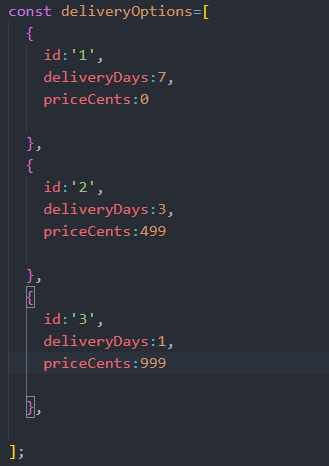 const deliveryOptions=[
{
id:'1',
deliveryDays:7,
priceCents:0
},
{
id:'2',
deliveryDays:3,
priceCents:499
},
{
id:'3',
deliveryDays:1,
priceCents:999
},
];